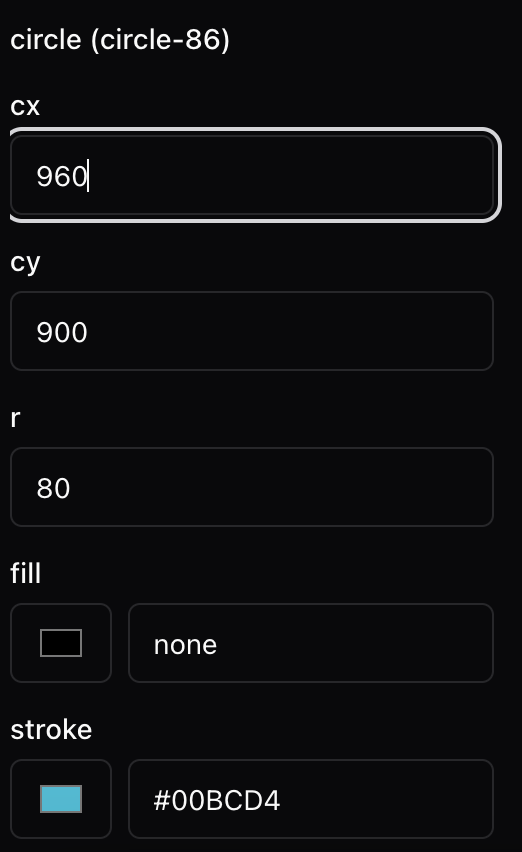 circle (circle-86)
cx
960
cy
900
r
80
fill
none
stroke
#00BCD4